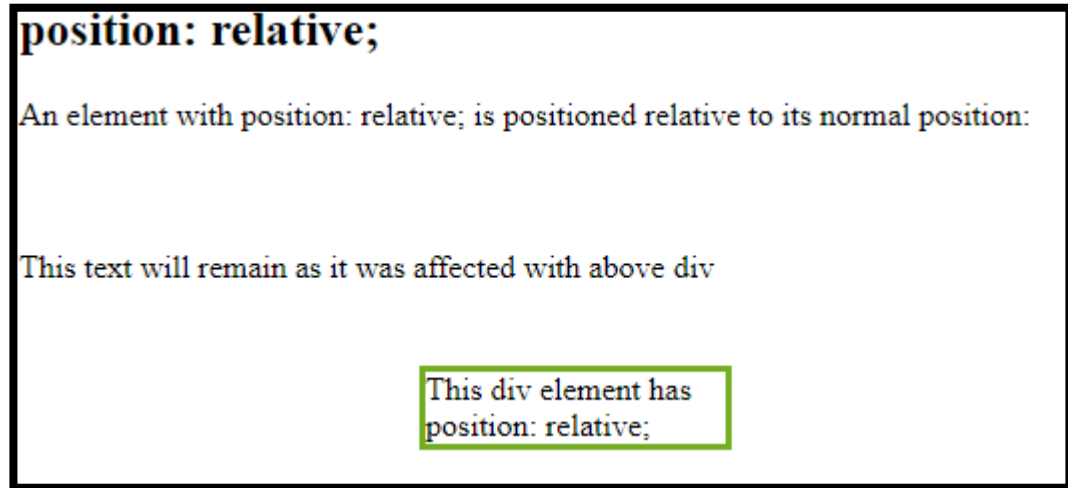 position: relative;
An element with position: relative; is positioned relative to its normal position:
This text will remain as it was affected with above div
This div element has
position: relative;